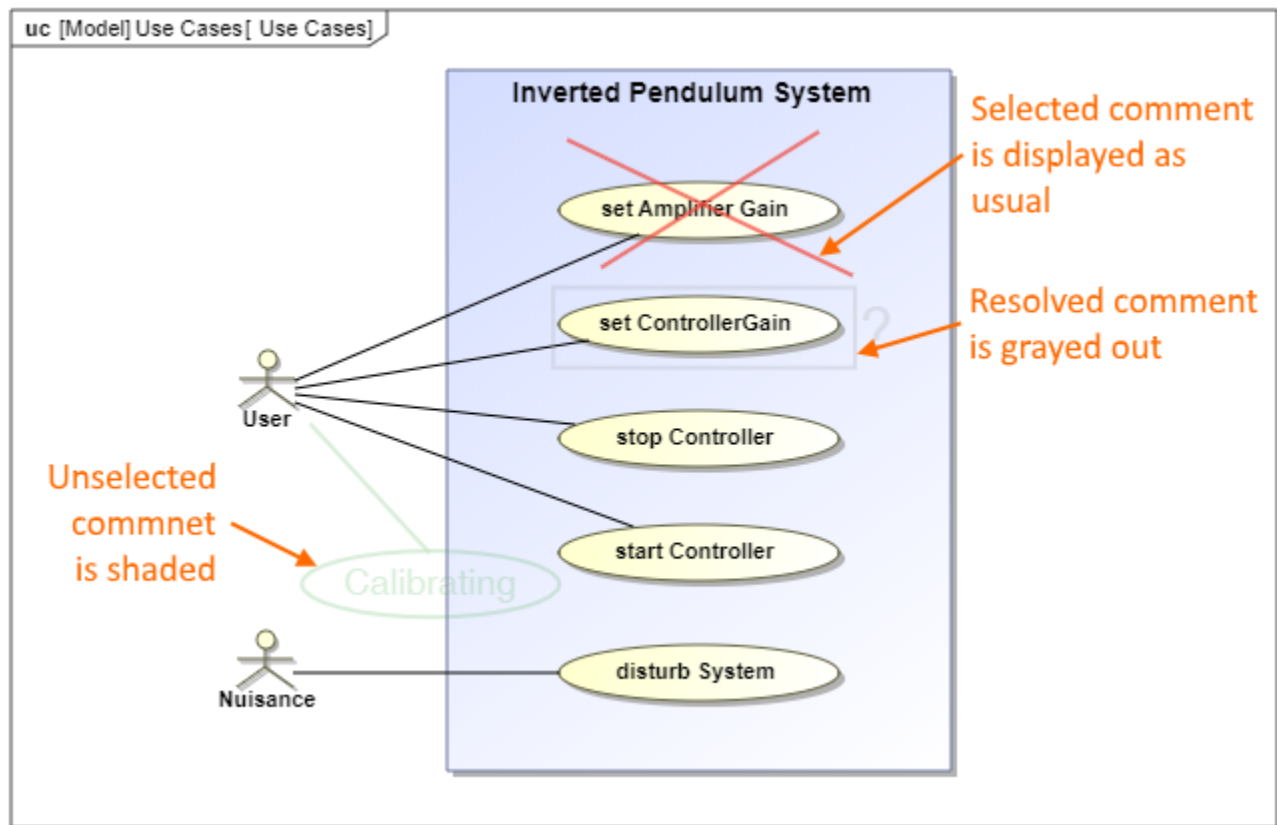 uc [Model] Use Cases[ Use Cases]
Inverted Pendulum System
Selected comment
is displayed as
usual
set Amplifier Gain
Resolved comment
is grayed out
set ControllerGain
?
User
stop Controller
Unselected
commnet
is shaded
start Controller
Calibrating
disturb System
Nuisance